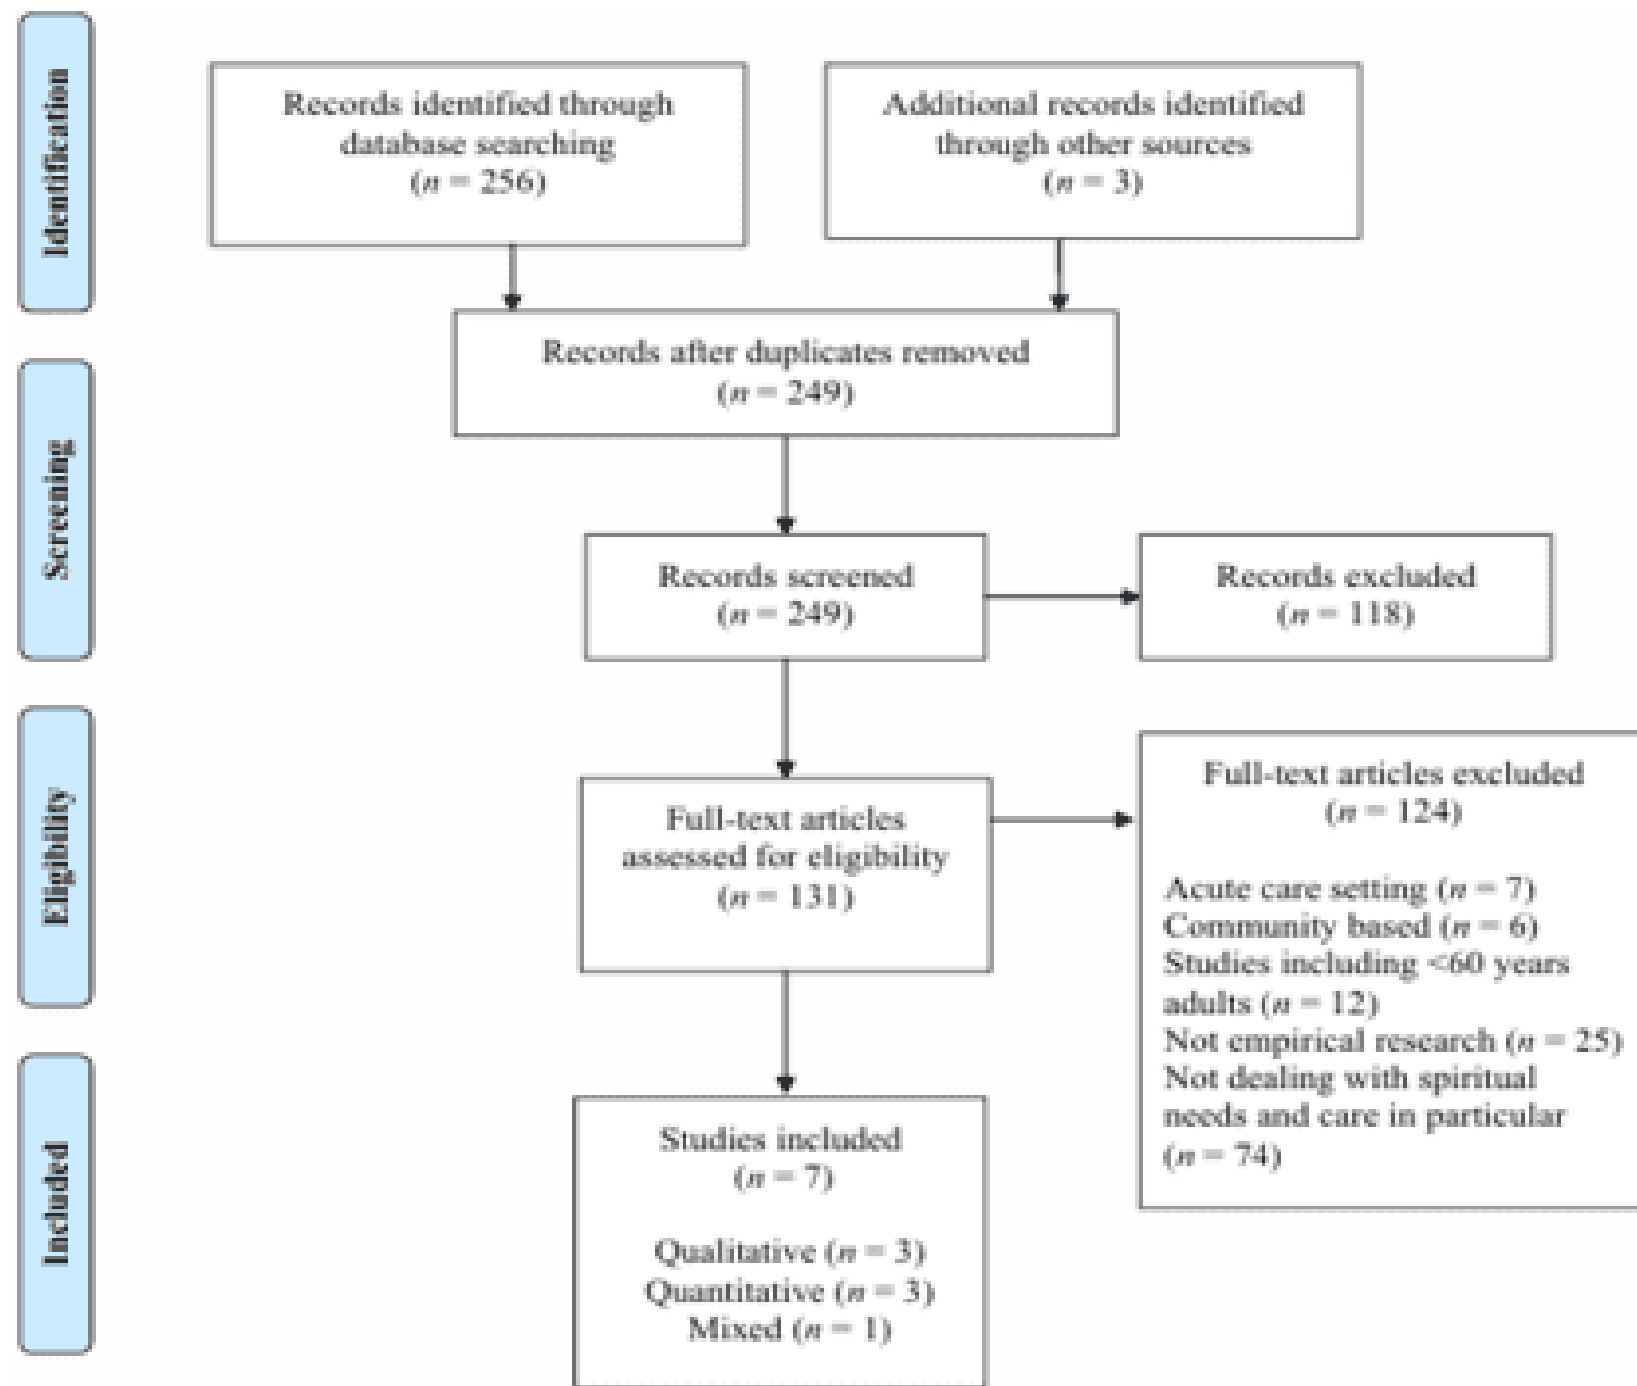 Identification
Records identified through
database searching
(n = 256)
Additional records identified
through other sources
(n = 3)
Records after duplicates removed
(n = 249)
Screening
Records screened
(n = 249)
Records excluded
(n = 118)
Eligibility
Full-text articles
assessed for eligibility
(n = 131)
Full-text articles excluded
(n = 124)
Acute care setting (n = 7)
Community based (n = 6)
Studies including <60 years
adults (n = 12)
Not empirical research (n = 25)
Not dealing with spiritual
needs and care in particular
(n = 74)
Included
Studies included
(n = 7)
Qualitative (n = 3)
Quantitative (n = 3)
Mixed (n = 1)